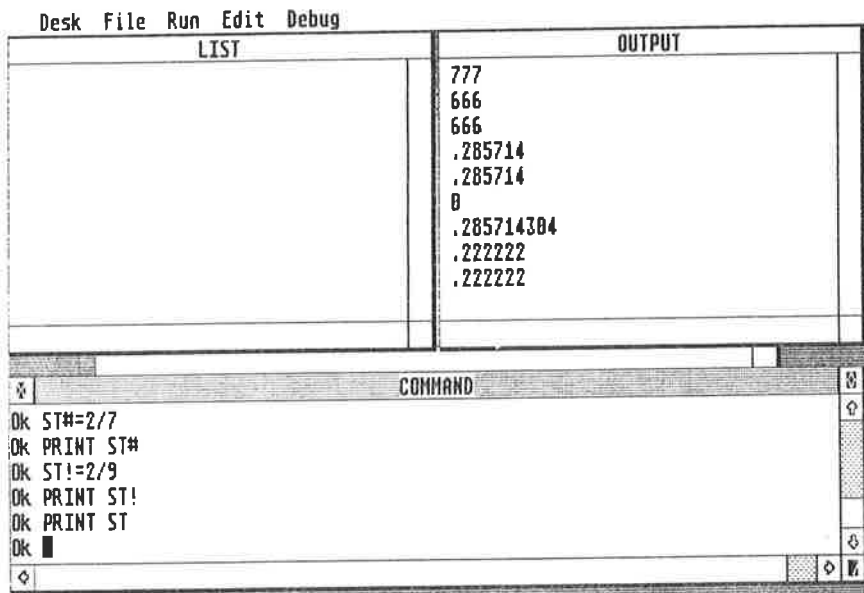 Desk File Run Edit Debug
LIST
OUTPUT
777
666
666
.285714
.285714
0
.285714304
.222222
.222222
COMMAND
Ok ST#=2/7
Ok PRINT ST#
Ok ST!=2/9
Ok PRINT ST!
Ok PRINT ST
Ok